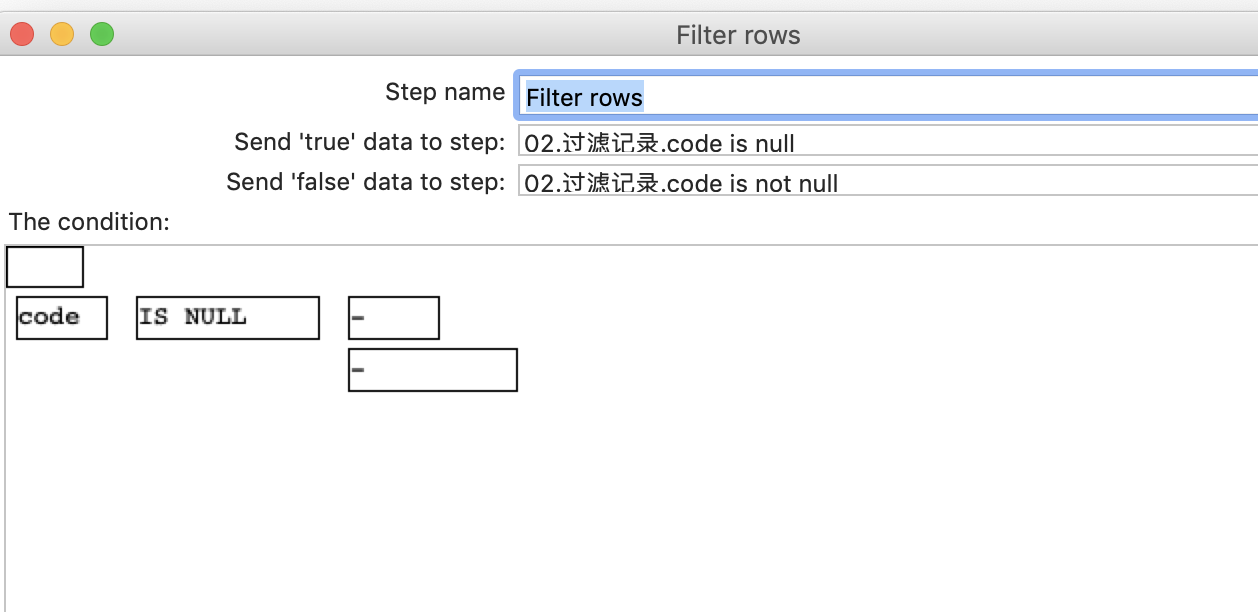 Filter rows
Step name Filter rows
Send 'true' data to step: 02.过滤记录.code is null
Send 'false' data to step: 02.过滤记录.code is not null
The condition:
code IS NULL -
-